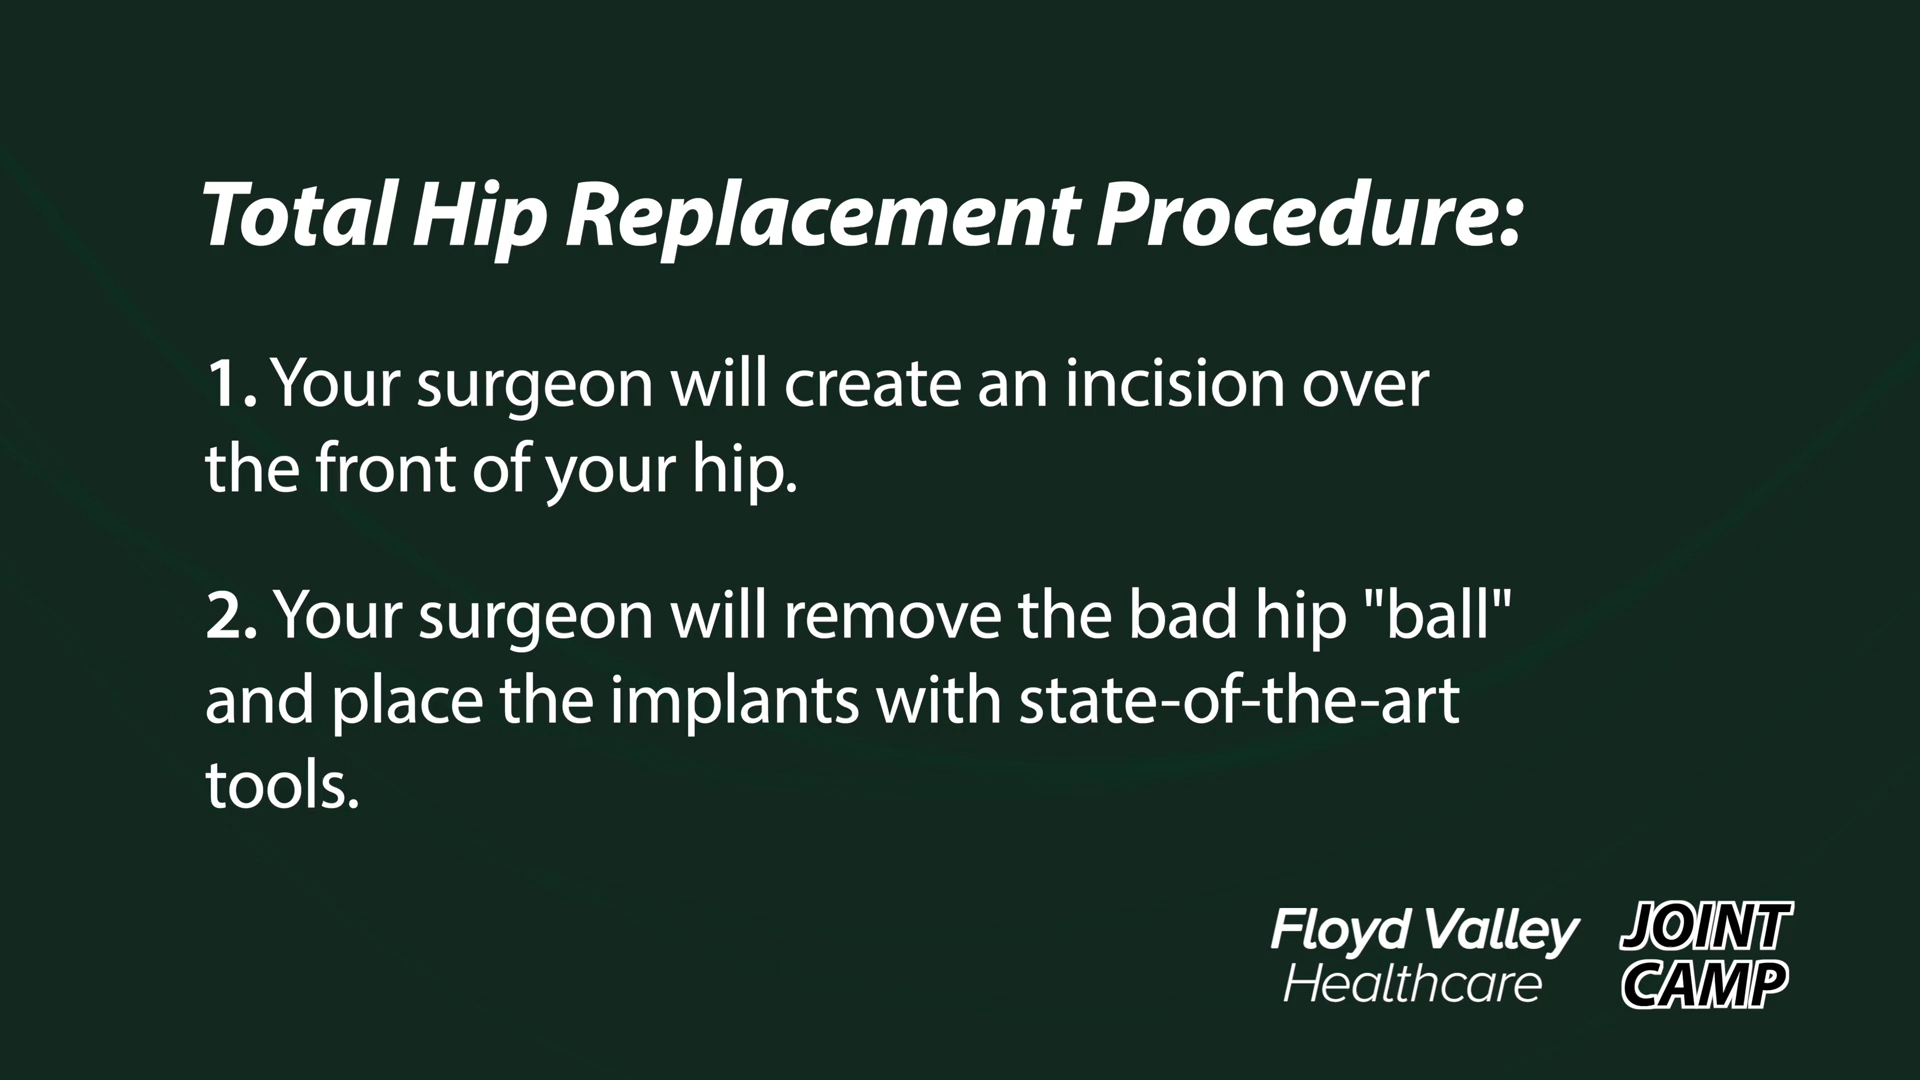 Total Hip Replacement Procedure:
1. Your surgeon will create an incision over
the front of your hip.
2. Your surgeon will remove the bad hip "ball"
and place the implants with state-of-the-art
tools.
Floyd Valley
Healthcare
JOINT
CAMP